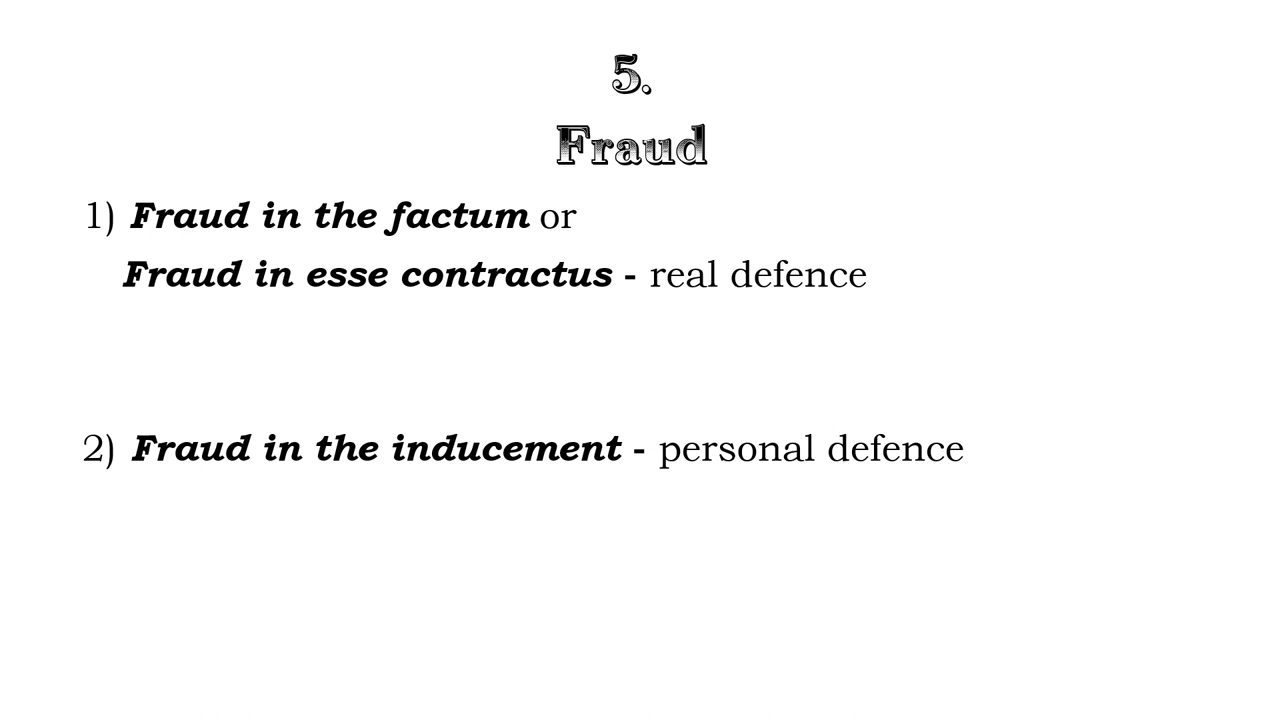 5.
Fraud
1) Fraud in the factum or
Fraud in esse contractus - real defence
2) Fraud in the inducement - personal defence